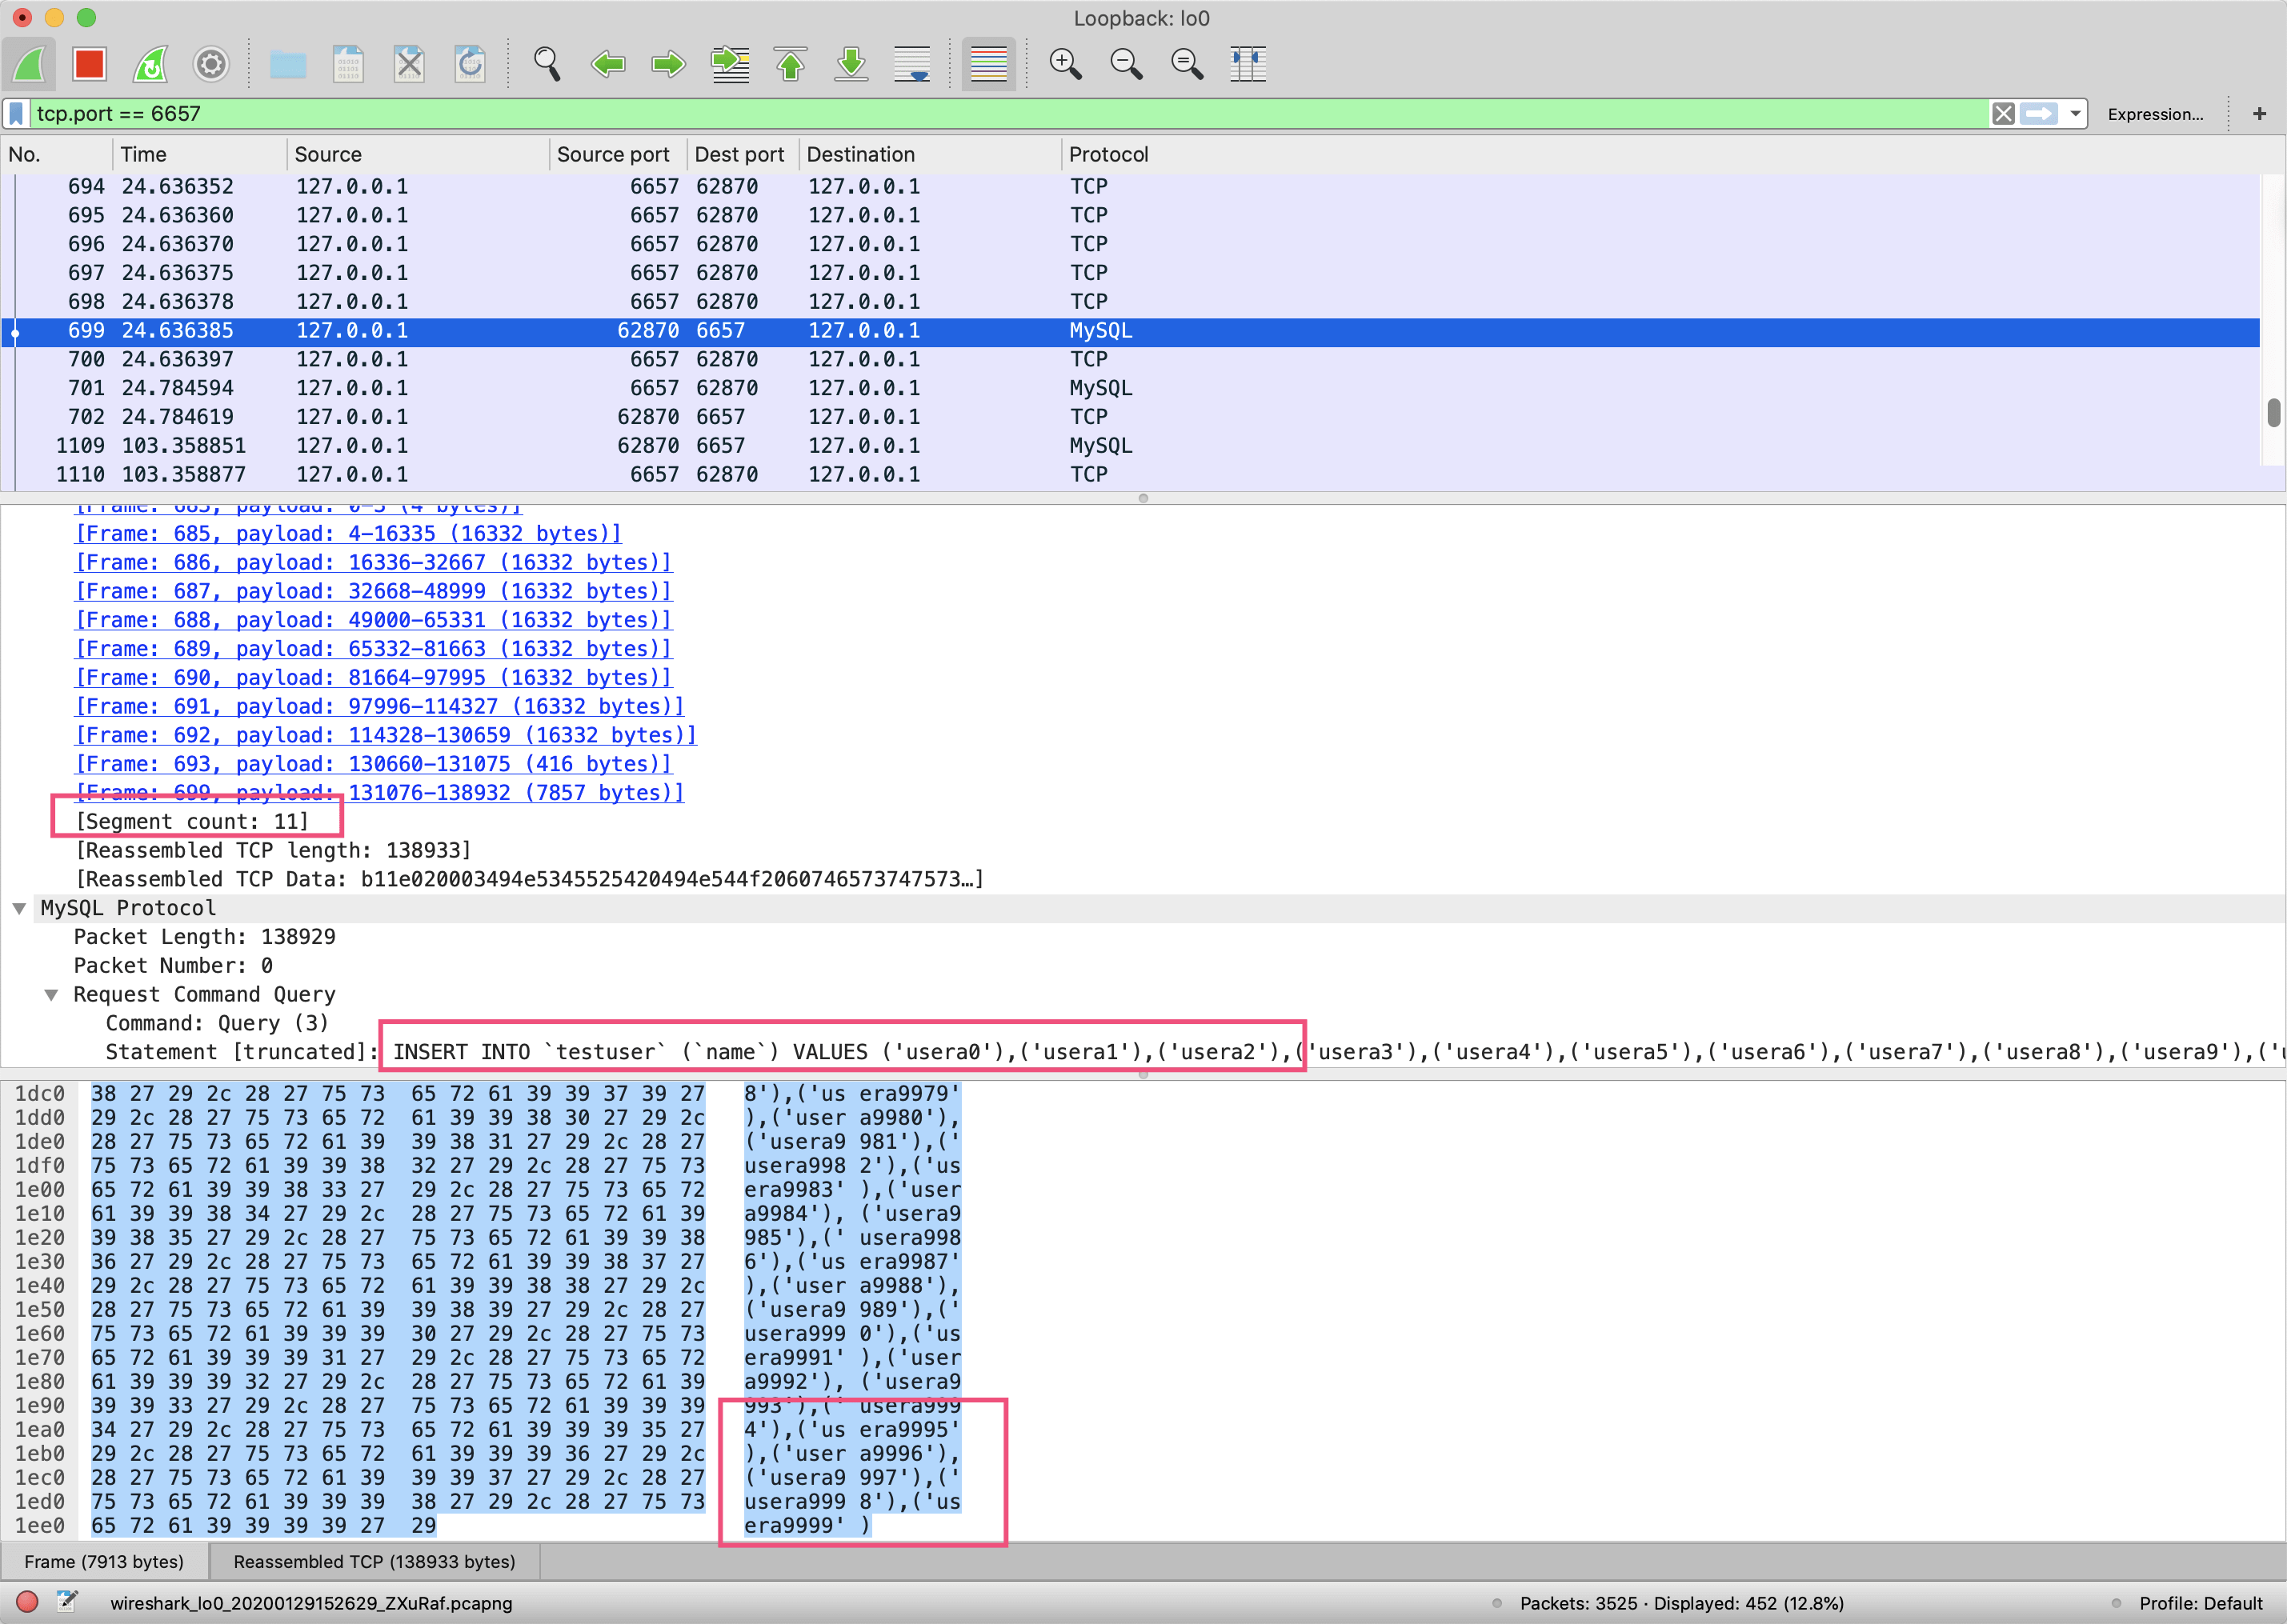 Loopback: lo0
tcp.port == 6657
Expression...
+
No. Time Source Source port Dest port Destination Protocol
694 24.636352 127.0.0.1 6657 62870 127.0.0.1 TCP
695 24.636360 127.0.0.1 6657 62870 127.0.0.1 TCP
696 24.636370 127.0.0.1 6657 62870 127.0.0.1 TCP
697 24.636375 127.0.0.1 6657 62870 127.0.0.1 TCP
698 24.636378 127.0.0.1 6657 62870 127.0.0.1 TCP
699 24.636385 127.0.0.1 62870 6657 127.0.0.1 MySQL
700 24.636397 127.0.0.1 6657 62870 127.0.0.1 TCP
701 24.784594 127.0.0.1 6657 62870 127.0.0.1 MySQL
702 24.784619 127.0.0.1 62870 6657 127.0.0.1 TCP
1109 103.358851 127.0.0.1 62870 6657 127.0.0.1 MySQL
1110 103.358877 127.0.0.1 6657 62870 127.0.0.1 TCP
[Frame: 685, payload: 4-16335 (16332 bytes)]
[Frame: 686, payload: 16336-32667 (16332 bytes)]
[Frame: 687, payload: 32668-48999 (16332 bytes)]
[Frame: 688, payload: 49000-65331 (16332 bytes)]
[Frame: 689, payload: 65332-81663 (16332 bytes)]
[Frame: 690, payload: 81664-97995 (16332 bytes)]
[Frame: 691, payload: 97996-114327 (16332 bytes)]
[Frame: 692, payload: 114328-130659 (16332 bytes)]
[Frame: 693, payload: 130660-131075 (416 bytes)]
[Frame: 699, payload: 131076-138932 (7857 bytes)]
[Segment count: 11]
[Reassembled TCP length: 138933]
[Reassembled TCP Data: b11e020003494e5345525420494e544f2060746573747573…]
MySQL Protocol
Packet Length: 138929
Packet Number: 0
Request Command Query
Command: Query (3)
Statement [truncated]: INSERT INTO `testuser` (`name`) VALUES ('usera0'),('usera1'),('usera2'),('usera3'),('usera4'),('usera5'),('usera6'),('usera7'),('usera8'),('usera9'),('u
1dc0 38 27 29 2c 28 27 75 73 65 72 61 39 39 37 39 27 8'),('us era9979'
1dd0 29 2c 28 27 75 73 65 72 61 39 39 38 30 27 29 2c ),('user a9980'),
1de0 28 27 75 73 65 72 61 39 39 38 31 27 29 2c 28 27 ('usera9 981'),('
1df0 75 73 65 72 61 39 39 38 32 27 29 2c 28 27 75 73 usera998 2'),('us
1e00 65 72 61 39 39 38 33 27 29 2c 28 27 75 73 65 72 era9983' ),('user
1e10 61 39 39 38 34 27 29 2c 28 27 75 73 65 72 61 39 a9984'), ('usera9
1e20 39 38 35 27 29 2c 28 27 75 73 65 72 61 39 39 38 985'),(' usera998
1e30 36 27 29 2c 28 27 75 73 65 72 61 39 39 38 37 27 6'),('us era9987'
1e40 29 2c 28 27 75 73 65 72 61 39 39 38 38 27 29 2c ),('user a9988'),
1e50 28 27 75 73 65 72 61 39 39 38 39 27 29 2c 28 27 ('usera9 989'),('
1e60 75 73 65 72 61 39 39 39 30 27 29 2c 28 27 75 73 usera999 0'),('us
1e70 65 72 61 39 39 39 31 27 29 2c 28 27 75 73 65 72 era9991' ),('user
1e80 61 39 39 39 32 27 29 2c 28 27 75 73 65 72 61 39 a9992'), ('usera9
1e90 39 39 33 27 29 2c 28 27 75 73 65 72 61 39 39 39 993'),(' usera999
1ea0 34 27 29 2c 28 27 75 73 65 72 61 39 39 39 35 27 4'),('us era9995'
1eb0 29 2c 28 27 75 73 65 72 61 39 39 39 36 27 29 2c ),('user a9996'),
1ec0 28 27 75 73 65 72 61 39 39 39 37 27 29 2c 28 27 ('usera9 997'),('
1ed0 75 73 65 72 61 39 39 39 38 27 29 2c 28 27 75 73 usera999 8'),('us
1ee0 65 72 61 39 39 39 39 27 29 era9999' )
Frame (7913 bytes) Reassembled TCP (138933 bytes)
wireshark_lo0_20200129152629_ZXuRaf.pcapng Packets: 3525 · Displayed: 452 (12.8%) Profile: Default